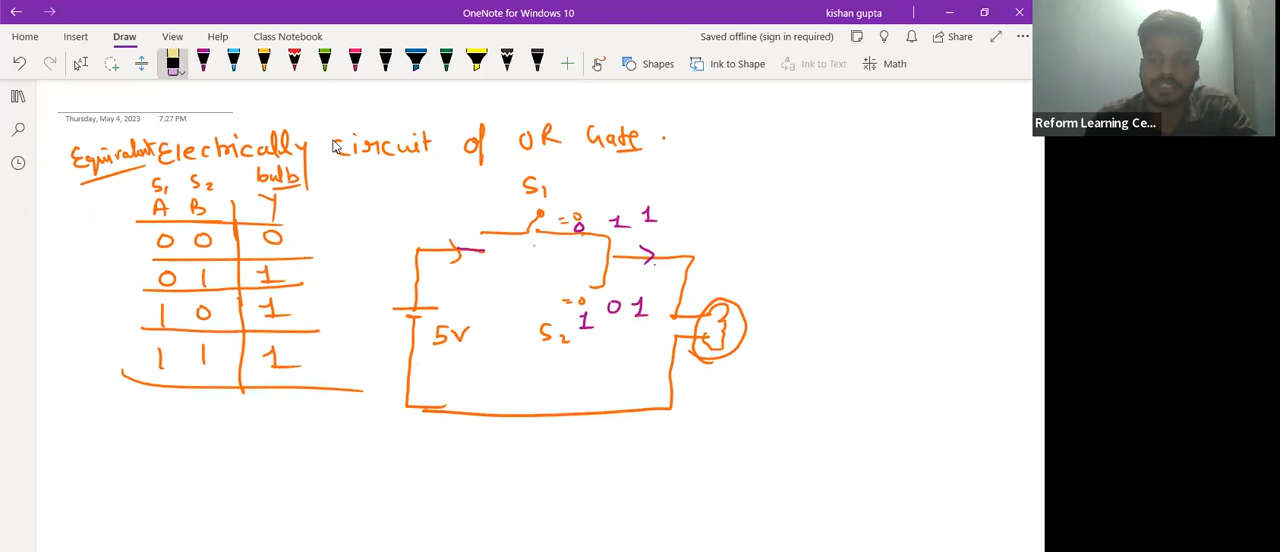 OneNote for Windows 10
kishan gupta
Home Insert Draw View Help Class Notebook
Saved offline (sign in required)
Share
Shapes
Ink to Shape
Ink to Text
Math
Reform Learning Ce...
Thursday, May 4, 2023 7:27 PM
Equivalent Electrically circuit of OR Gate.
S1 S2 bulb
A B Y
0 0 0
0 1 1
1 0 1
1 1 1
S1
=0 0 1 1
=0 1 0 1
S2
5V